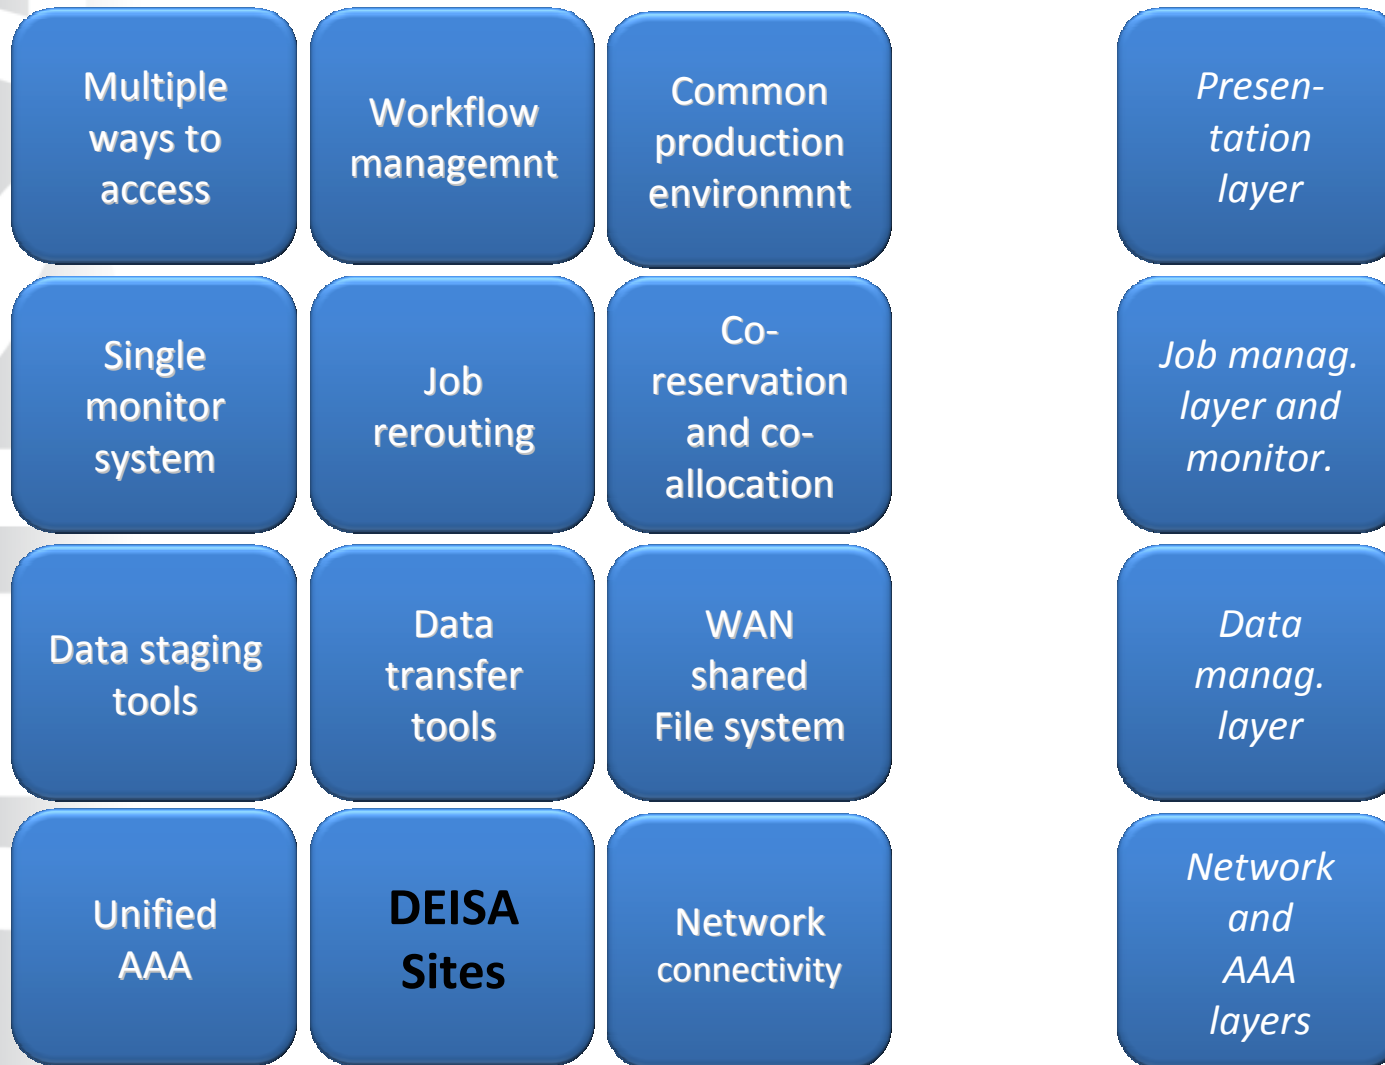 Multiple
ways to
access
Workflow
managemnt
Common
production
environmnt
Presen-
tation
layer
Single
monitor
system
Job
rerouting
Co-
reservation
and co-
allocation
Job manag.
layer and
monitor.
Data staging
tools
Data
transfer
tools
WAN
shared
File system
Data
manag.
layer
Unified
AAA
DEISA
Sites
Network
connectivity
Network
and
AAA
layers